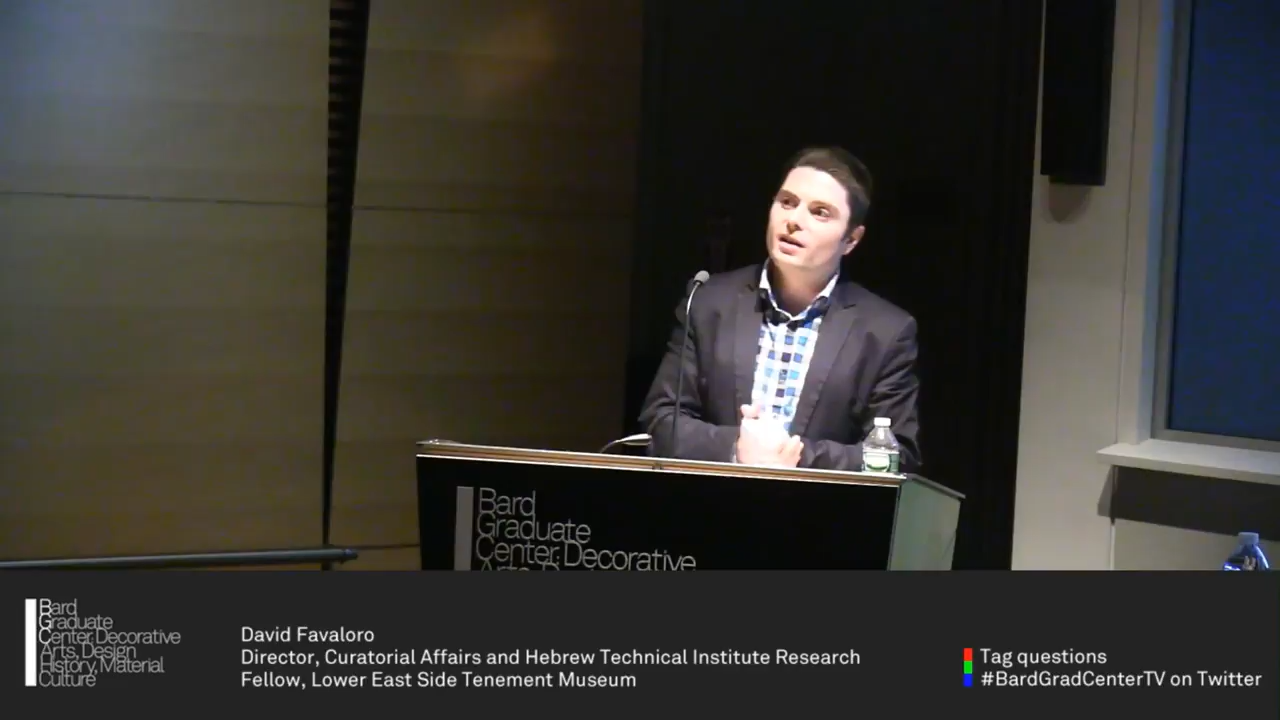 Bard
Graduate
Center: Decorative
Bard
Graduate
Center: Decorative
Arts, Design
History, Material
Culture
David Favaloro
Director, Curatorial Affairs and Hebrew Technical Institute Research
Fellow, Lower East Side Tenement Museum
Tag questions
#BardGradCenterTV on Twitter